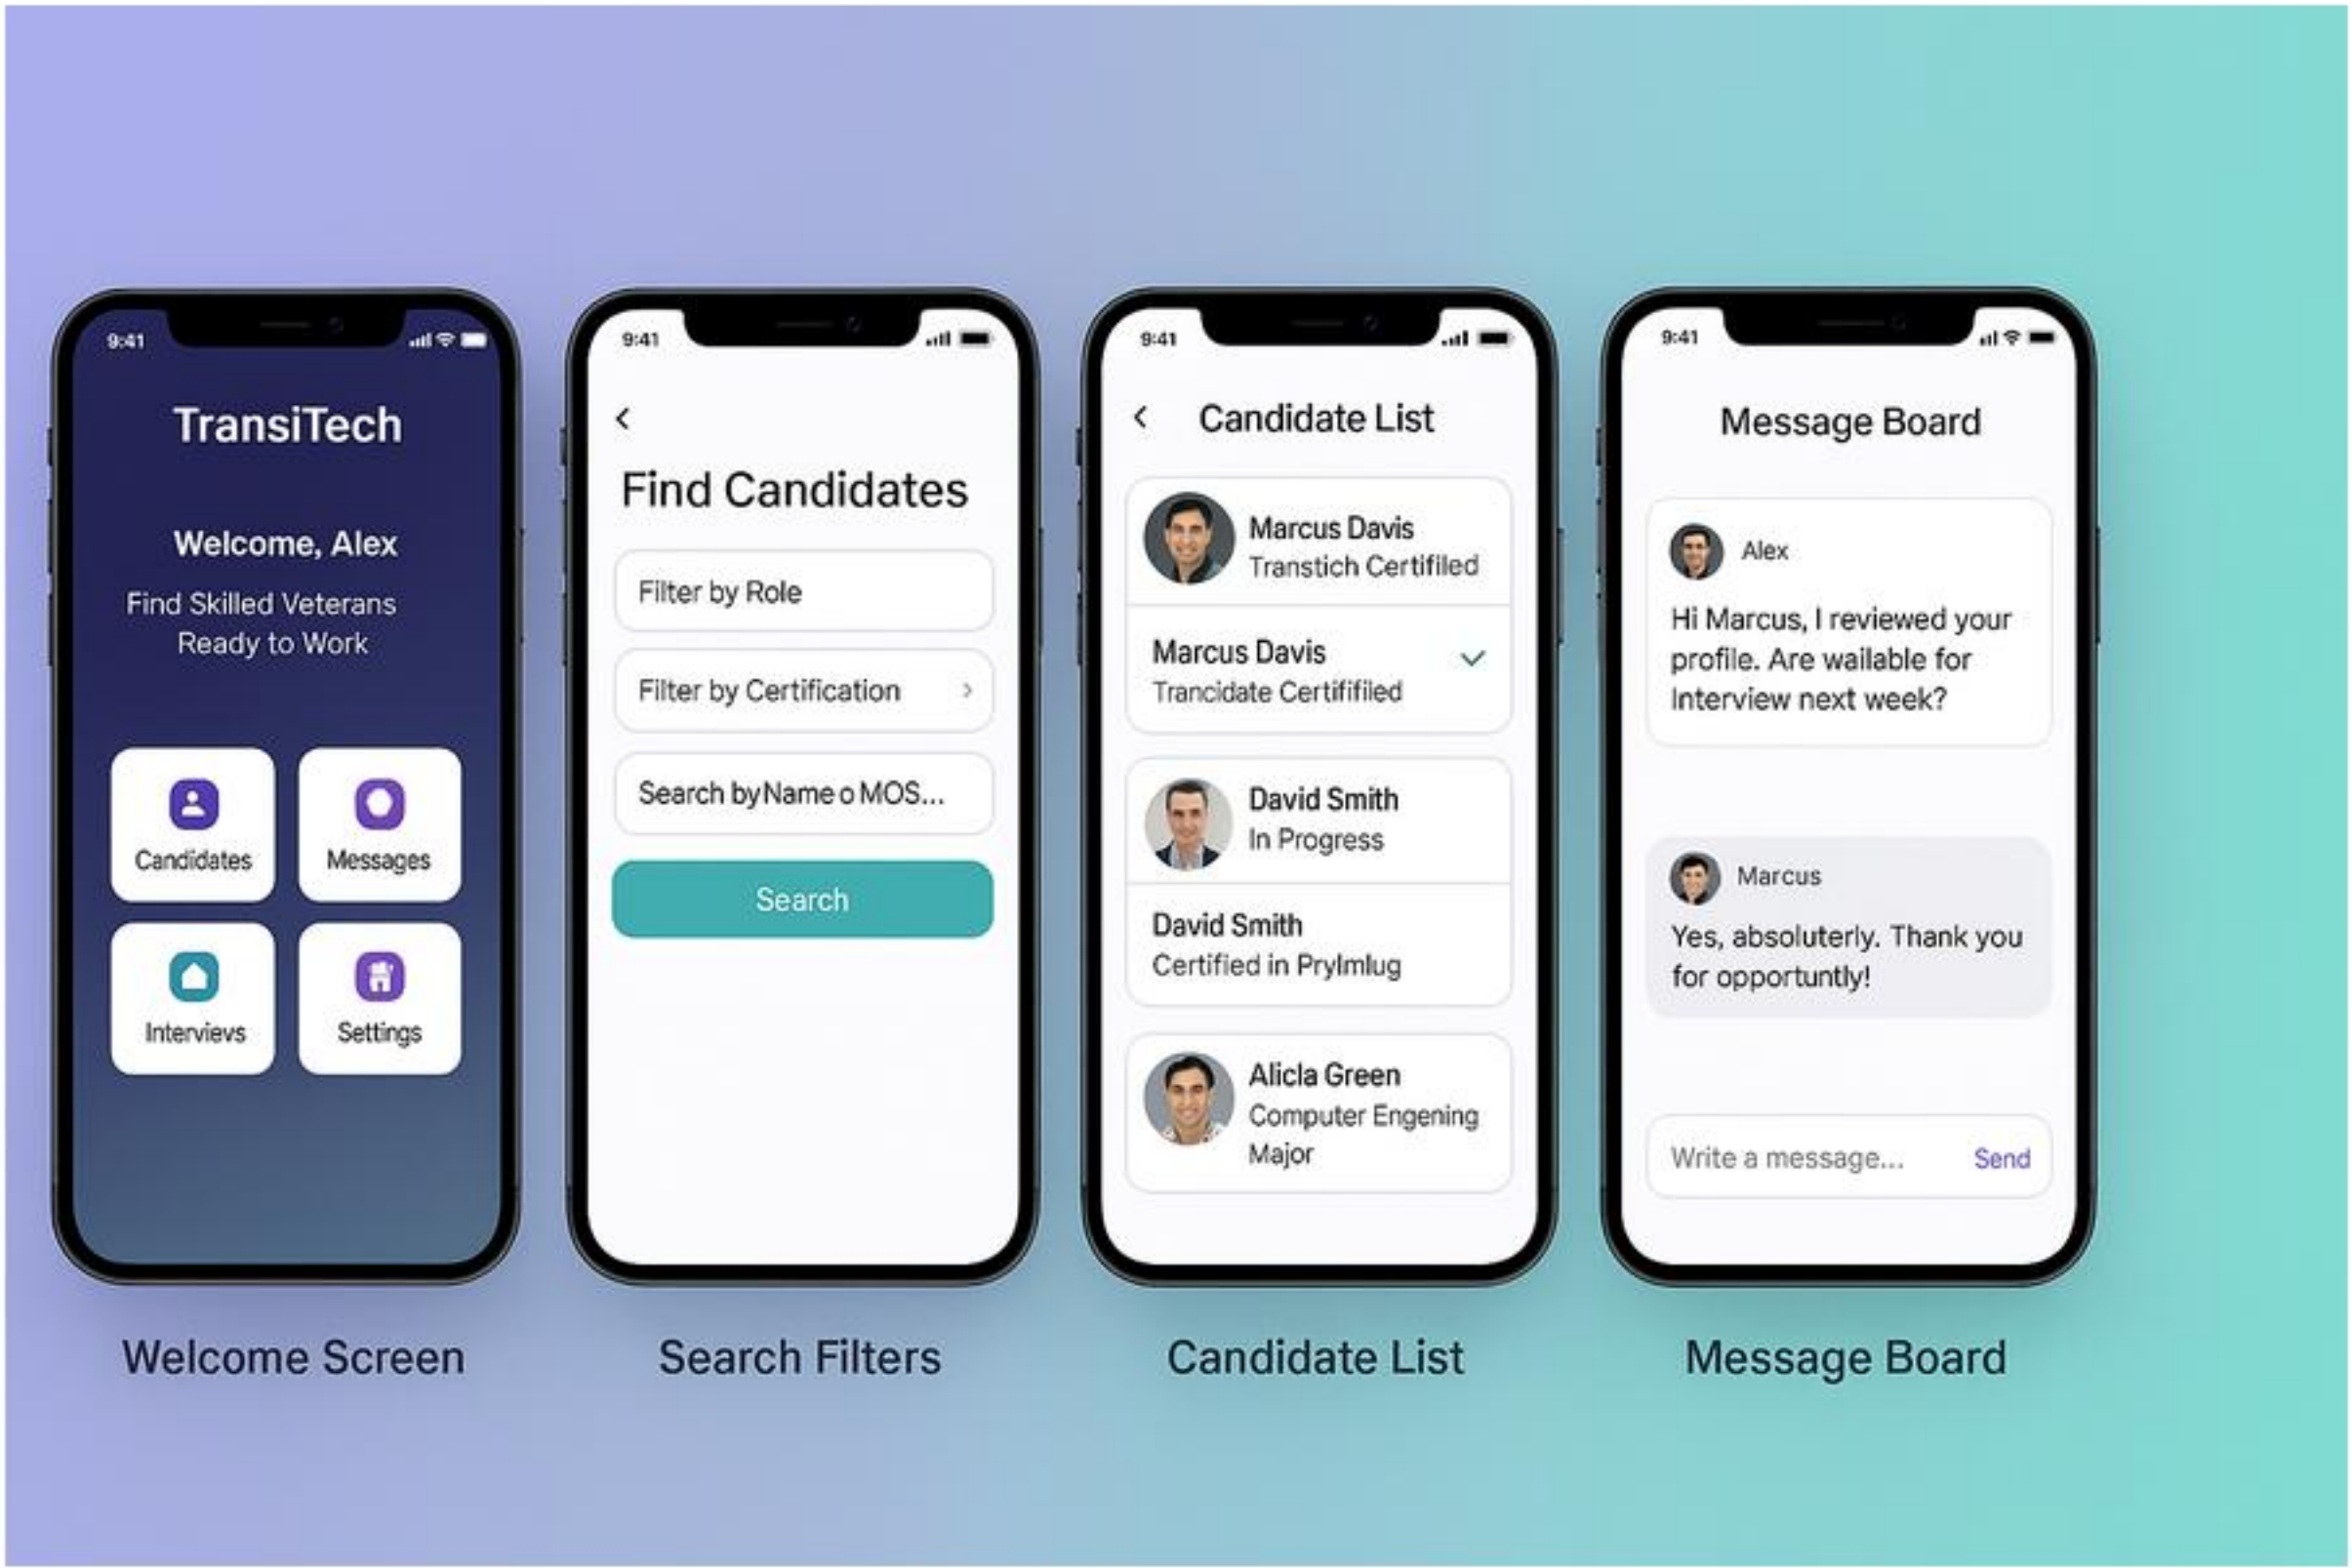 9:41
TransiTech
Welcome, Alex
Find Skilled Veterans
Ready to Work
Candidates
Messages
Intervievs
Settings
Welcome Screen
9:41
Find Candidates
Filter by Role
Filter by Certification
Search by Name o MOS...
Search
Search Filters
9:41
Candidate List
Marcus Davis
Transtich Certifiled
Marcus Davis
Trancidate Certififiled
David Smith
In Progress
David Smith
Certified in Prylmlug
Alicla Green
Computer Engening
Major
Candidate List
9:41
Message Board
Alex
Hi Marcus, I reviewed your
profile. Are wailable for
Interview next week?
Marcus
Yes, absoluterly. Thank you
for opportuntly!
Write a message...
Send
Message Board